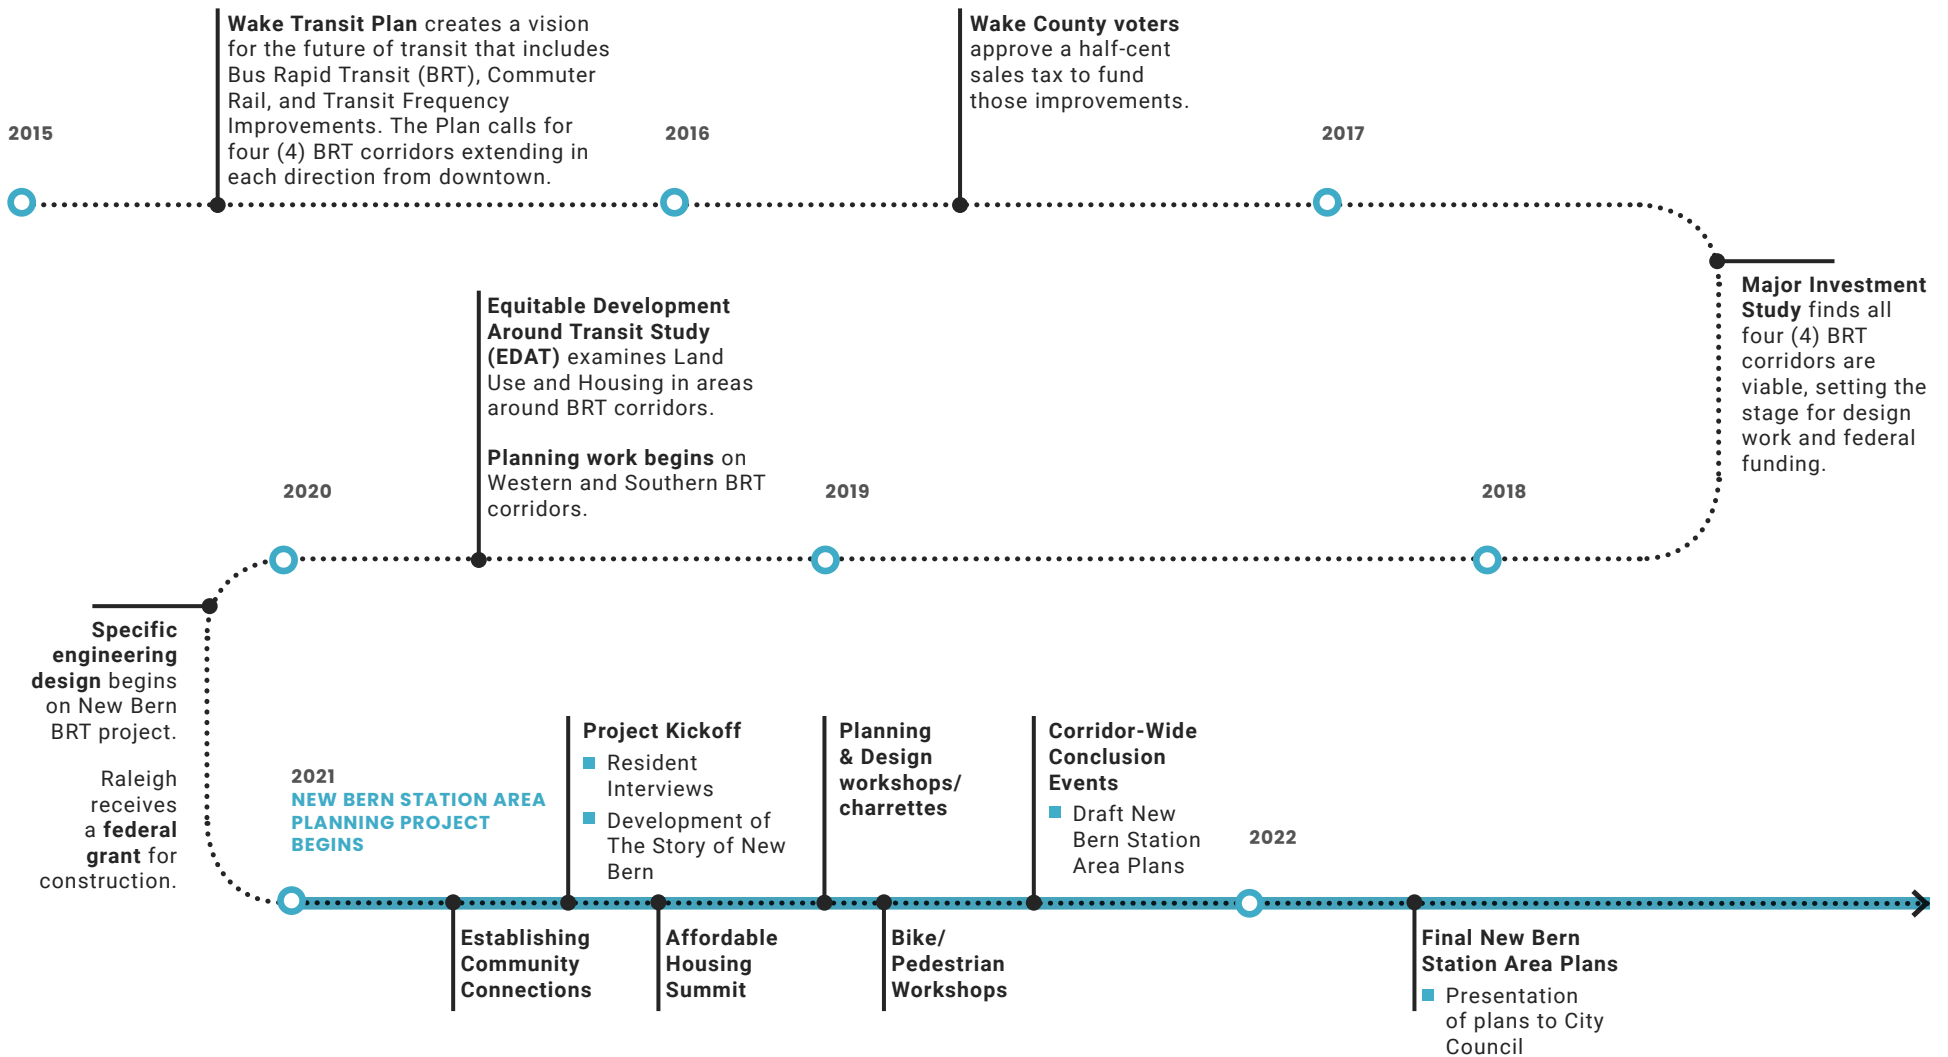 2015
Wake Transit Plan creates a vision
for the future of transit that includes
Bus Rapid Transit (BRT), Commuter
Rail, and Transit Frequency
Improvements. The Plan calls for
four (4) BRT corridors extending in
each direction from downtown.
2016
Wake County voters
approve a half-cent
sales tax to fund
those improvements.
2017
Major Investment
Study finds all
four (4) BRT
corridors are
viable, setting the
stage for design
work and federal
funding.
2018
2019
Equitable Development
Around Transit Study
(EDAT) examines Land
Use and Housing in areas
around BRT corridors.
Planning work begins on
Western and Southern BRT
corridors.
2020
Specific
engineering
design begins
on New Bern
BRT project.
Raleigh
receives
a federal
grant for
construction.
2021
NEW BERN STATION AREA
PLANNING PROJECT
BEGINS
Establishing
Community
Connections
Project Kickoff
Resident
Interviews
Development of
The Story of New
Bern
Affordable
Housing
Summit
Planning
& Design
workshops/
charrettes
Bike/
Pedestrian
Workshops
Corridor-Wide
Conclusion
Events
Draft New
Bern Station
Area Plans
2022
Final New Bern
Station Area Plans
Presentation
of plans to City
Council